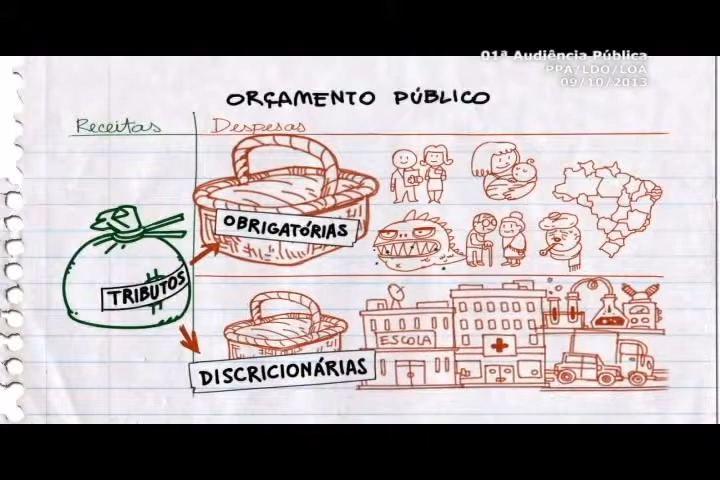 01ª Audiência Pública
PPA/LDO/LOA
09/10/2013
ORÇAMENTO PÚBLICO
Receitas
Despesas
OBRIGATÓRIAS
TRIBUTOS
ESCOLA
DISCRICIONÁRIAS